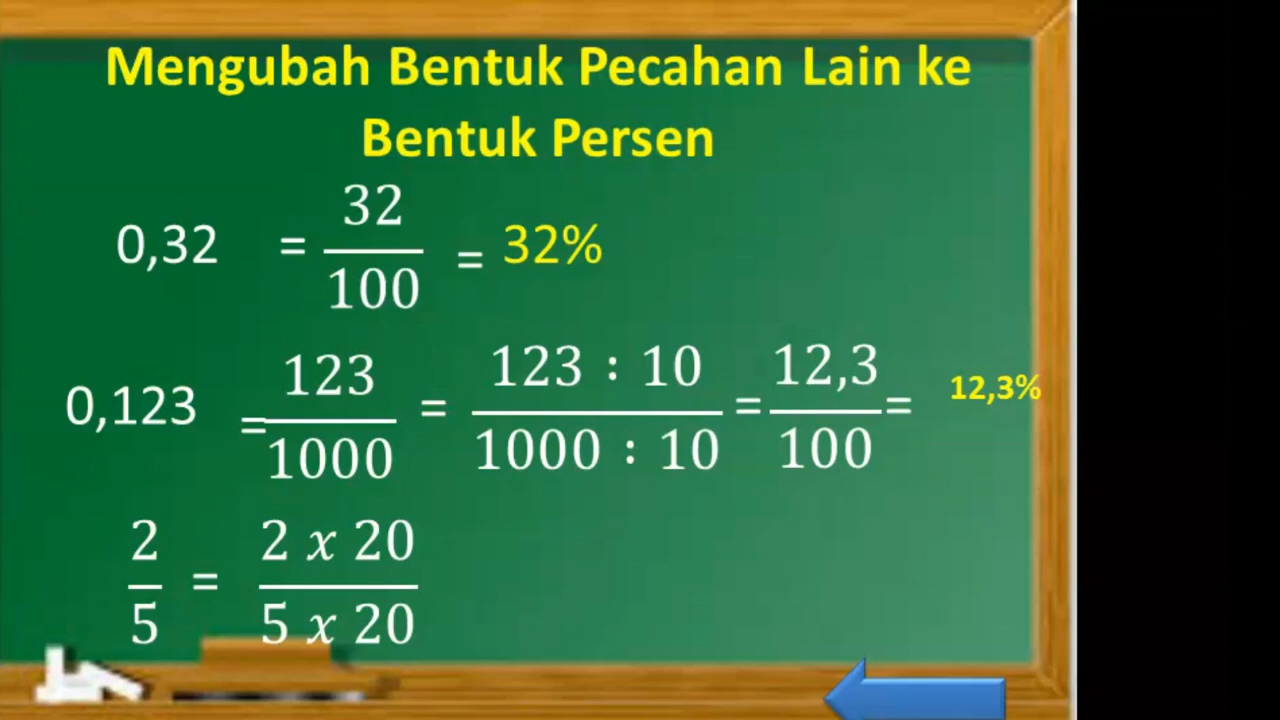 Mengubah Bentuk Pecahan Lain ke
Bentuk Persen
0,32 = 32/100 = 32%
0,123 = 123/1000 = 123 : 10/1000 : 10 = 12,3/100 = 12,3%
2/5 = 2 x 20/5 x 20